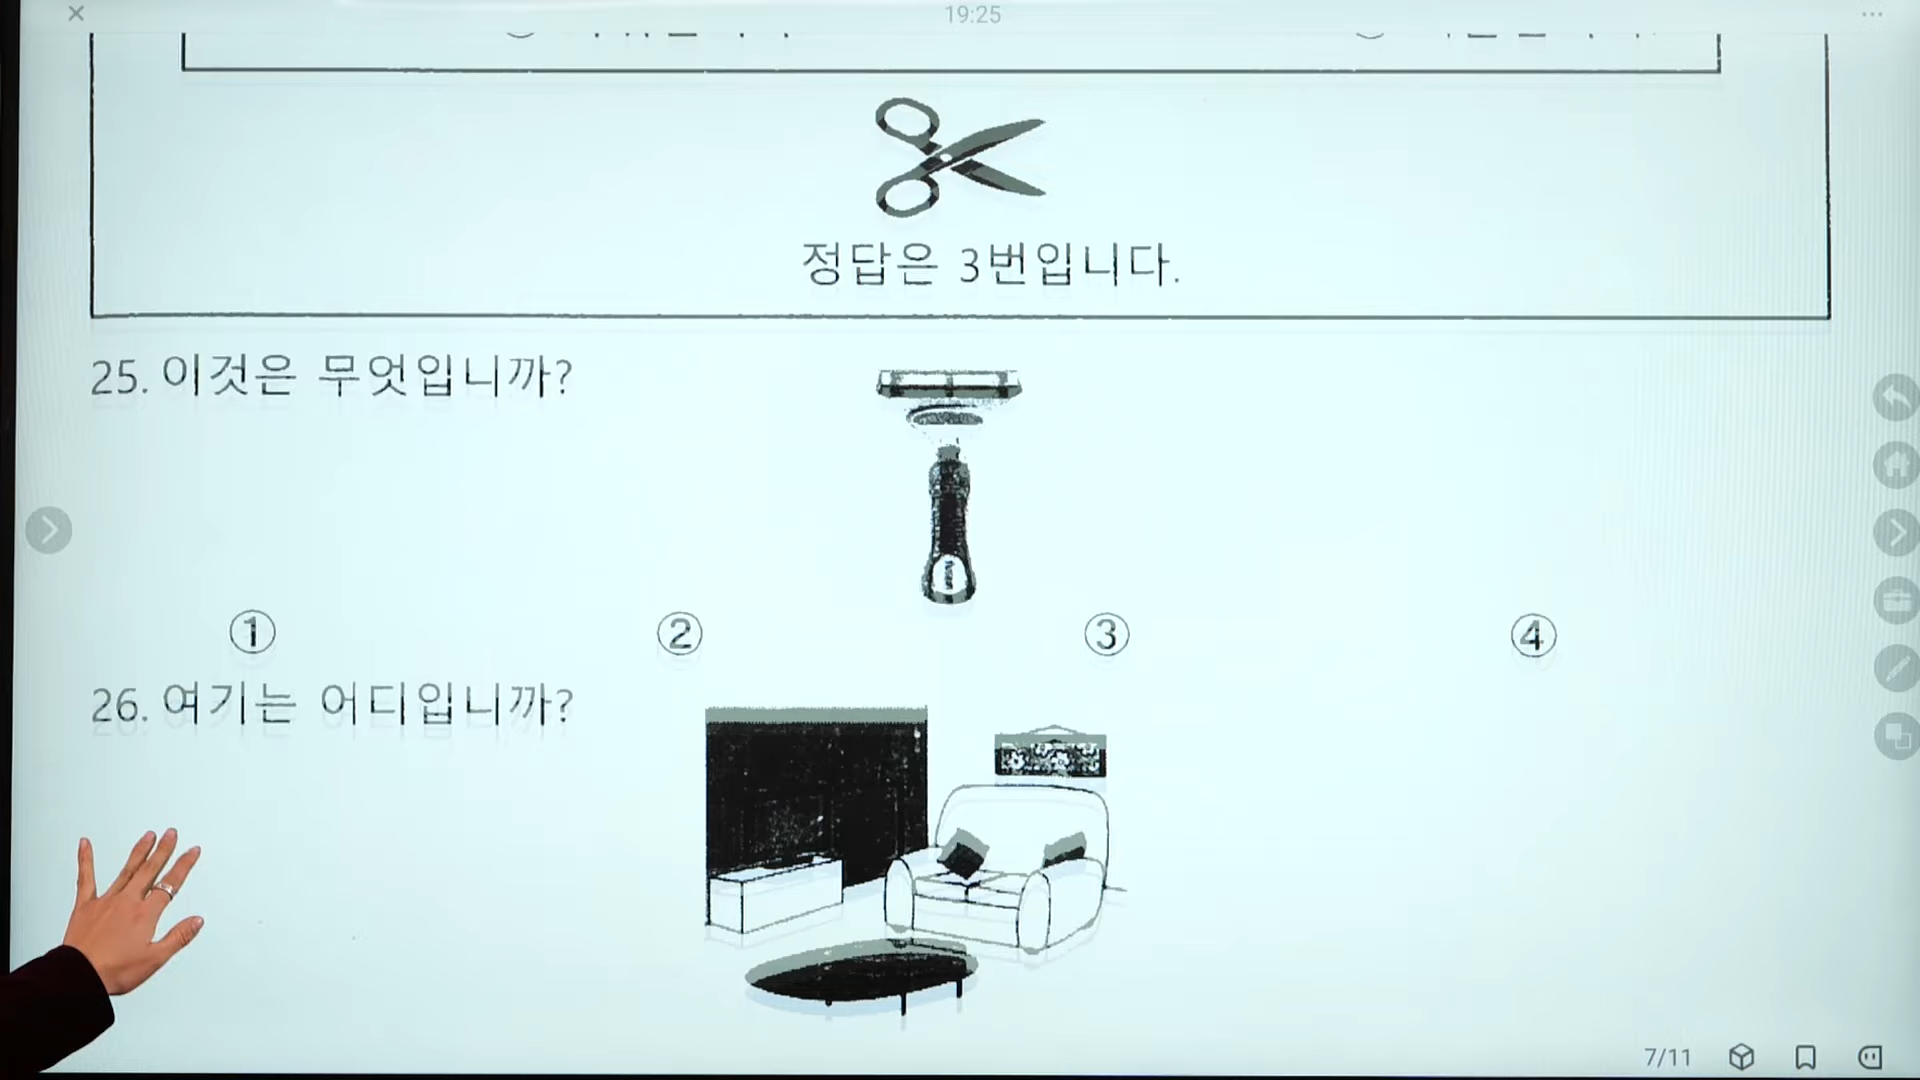 19:25
정답은 3번입니다.
25. 이것은 무엇입니까?
① ② ③ ④
26. 여기는 어디입니까?
7/11